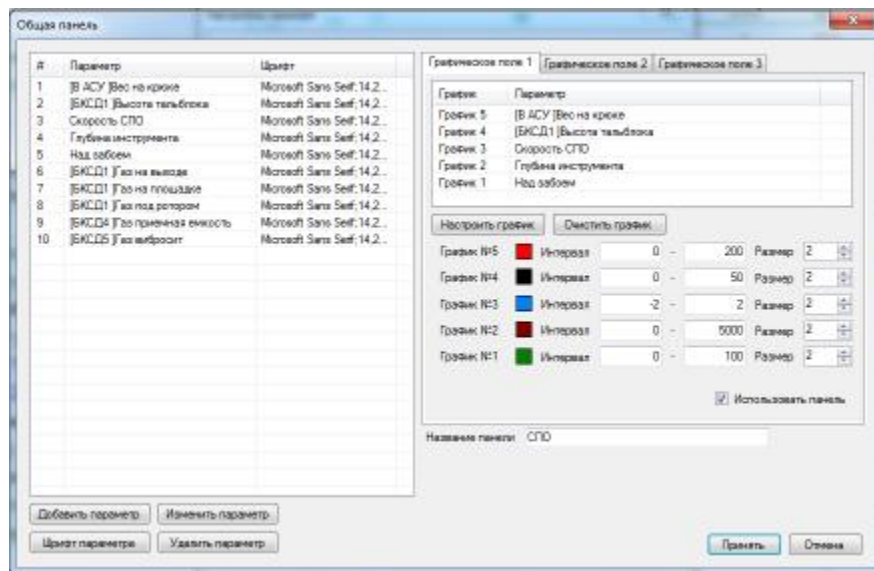 Общая панель
# Параметр Шрифт
1 [В АСУ ]Вес на крюке Microsoft Sans Serif; 14,2...
2 [БКСД1 ]Высота тальблока Microsoft Sans Serif; 14,2...
3 Скорость СПО Microsoft Sans Serif; 14,2...
4 Глубина инструмента Microsoft Sans Serif; 14,2...
5 Над забоем Microsoft Sans Serif; 14,2...
6 [БКСД1 ]Газ на выходе Microsoft Sans Serif; 14,2...
7 [БКСД1 ]Газ на площадке Microsoft Sans Serif; 14,2...
8 [БКСД1 ]Газ под ротором Microsoft Sans Serif; 14,2...
9 [БКСД4 ]Газ приемная емкость Microsoft Sans Serif; 14,2...
10 [БКСД5 ]Газ вибросит Microsoft Sans Serif; 14,2...
Добавить параметр Изменить параметр
Шрифт параметра Удалить параметр
Графическое поле 1 Графическое поле 2 Графическое поле 3
График Параметр
График 5 [В АСУ ]Вес на крюке
График 4 [БКСД1 ]Высота тальблока
График 3 Скорость СПО
График 2 Глубина инструмента
График 1 Над забоем
Настроить график Очистить график
График №5 Интервал 0 - 200 Размер 2
График №4 Интервал 0 - 50 Размер 2
График №3 Интервал -2 - 2 Размер 2
График №2 Интервал 0 - 5000 Размер 2
График №1 Интервал 0 - 100 Размер 2
Использовать панель
Название панели СПО
Принять Отмена